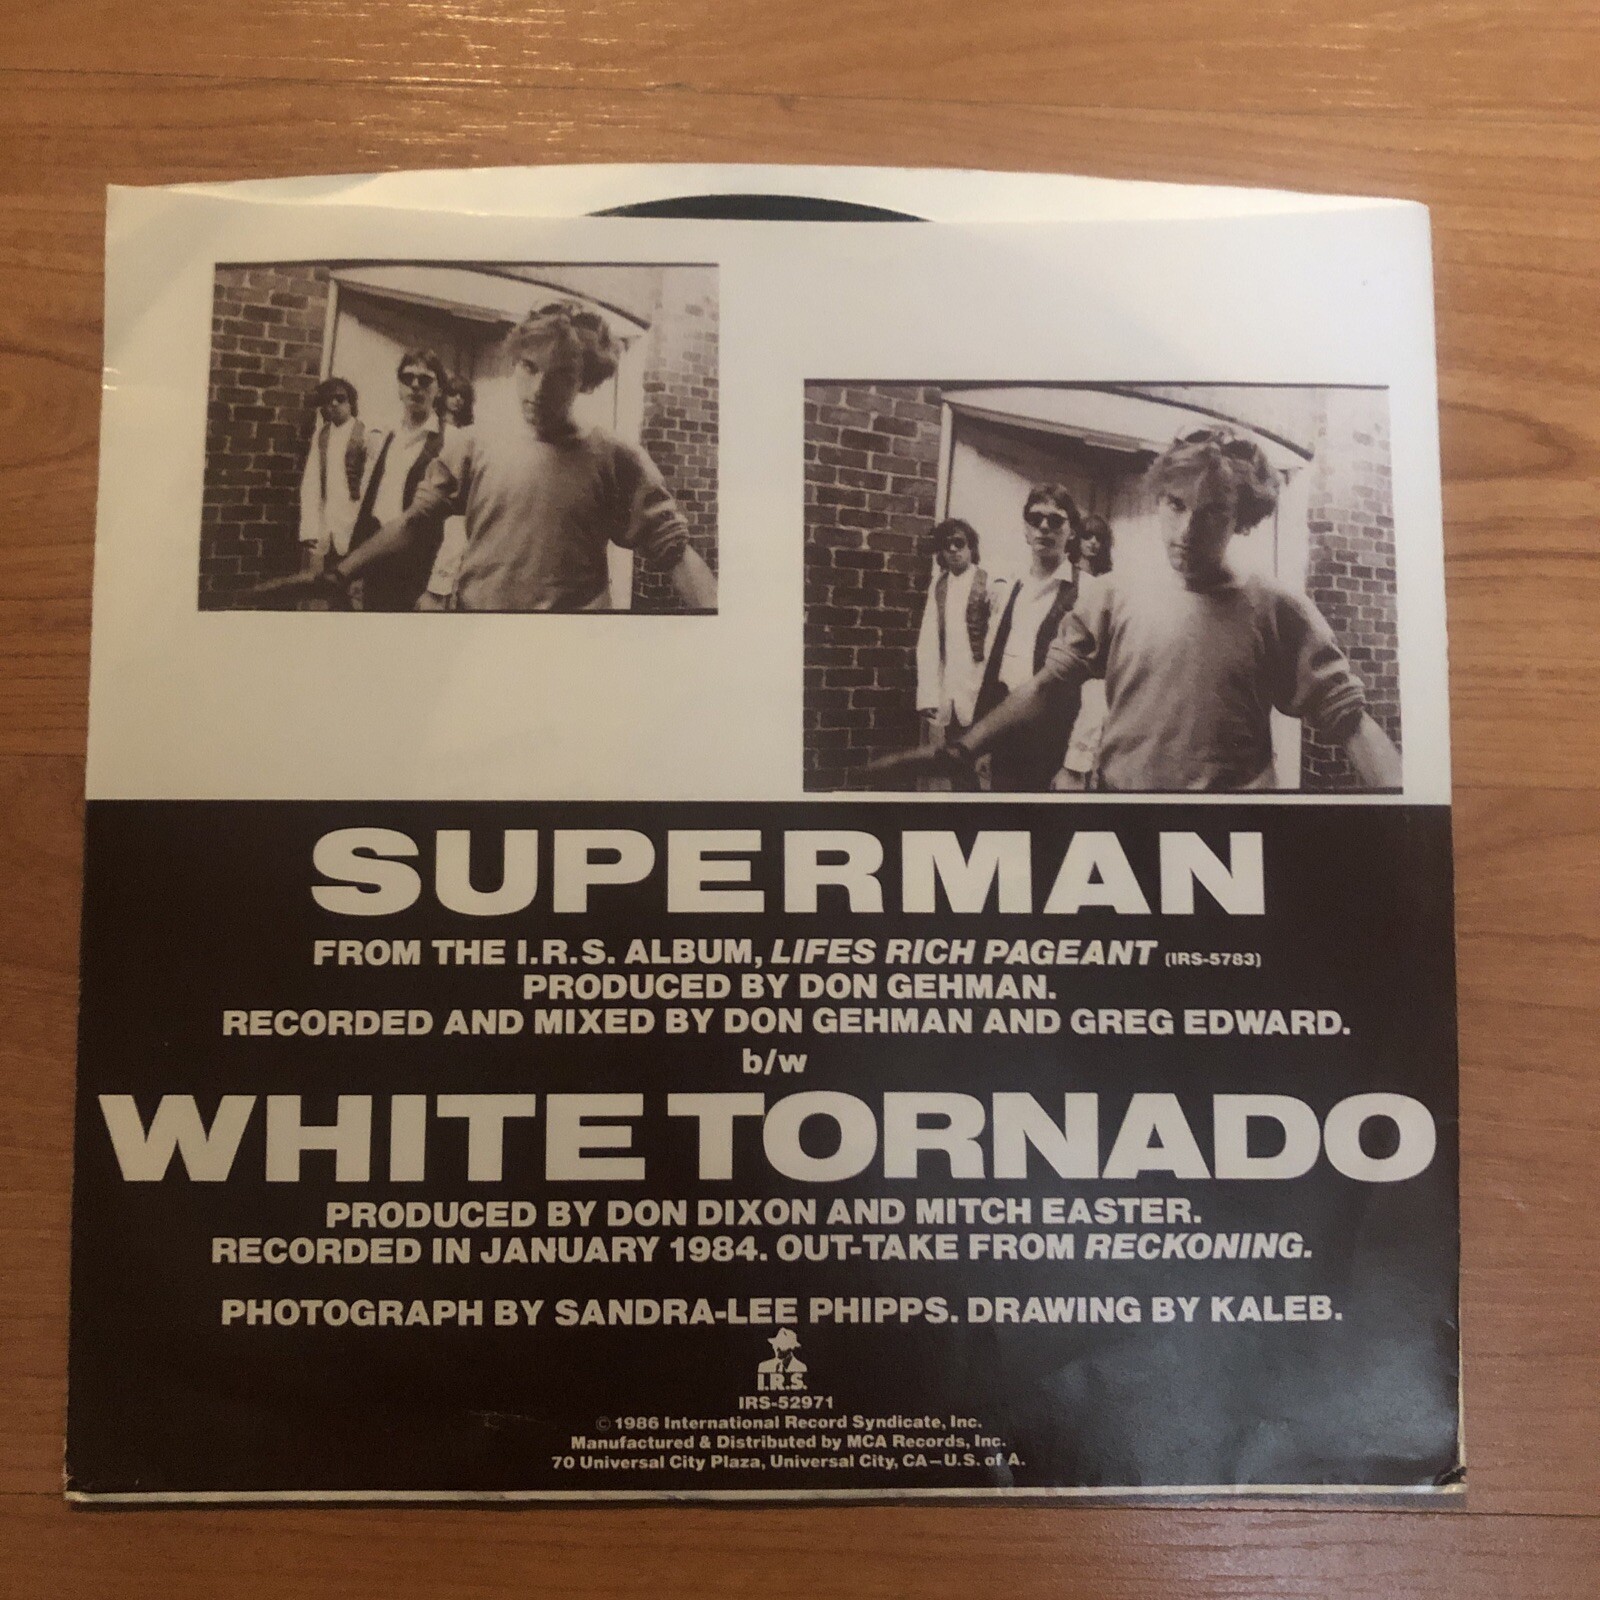 SUPERMAN
FROM THE I.R.S. ALBUM, LIFES RICH PAGEANT (IRS-5783)
PRODUCED BY DON GEHMAN.
RECORDED AND MIXED BY DON GEHMAN AND GREG EDWARD.
b/w
WHITE TORNADO
PRODUCED BY DON DIXON AND MITCH EASTER.
RECORDED IN JANUARY 1984. OUT-TAKE FROM RECKONING.
PHOTOGRAPH BY SANDRA-LEE PHIPPS. DRAWING BY KALEB.
I.R.S.
IRS-52971
© 1986 International Record Syndicate, Inc.
Manufactured & Distributed by MCA Records, Inc.
70 Universal City Plaza, Universal City, CA—U.S. of A.